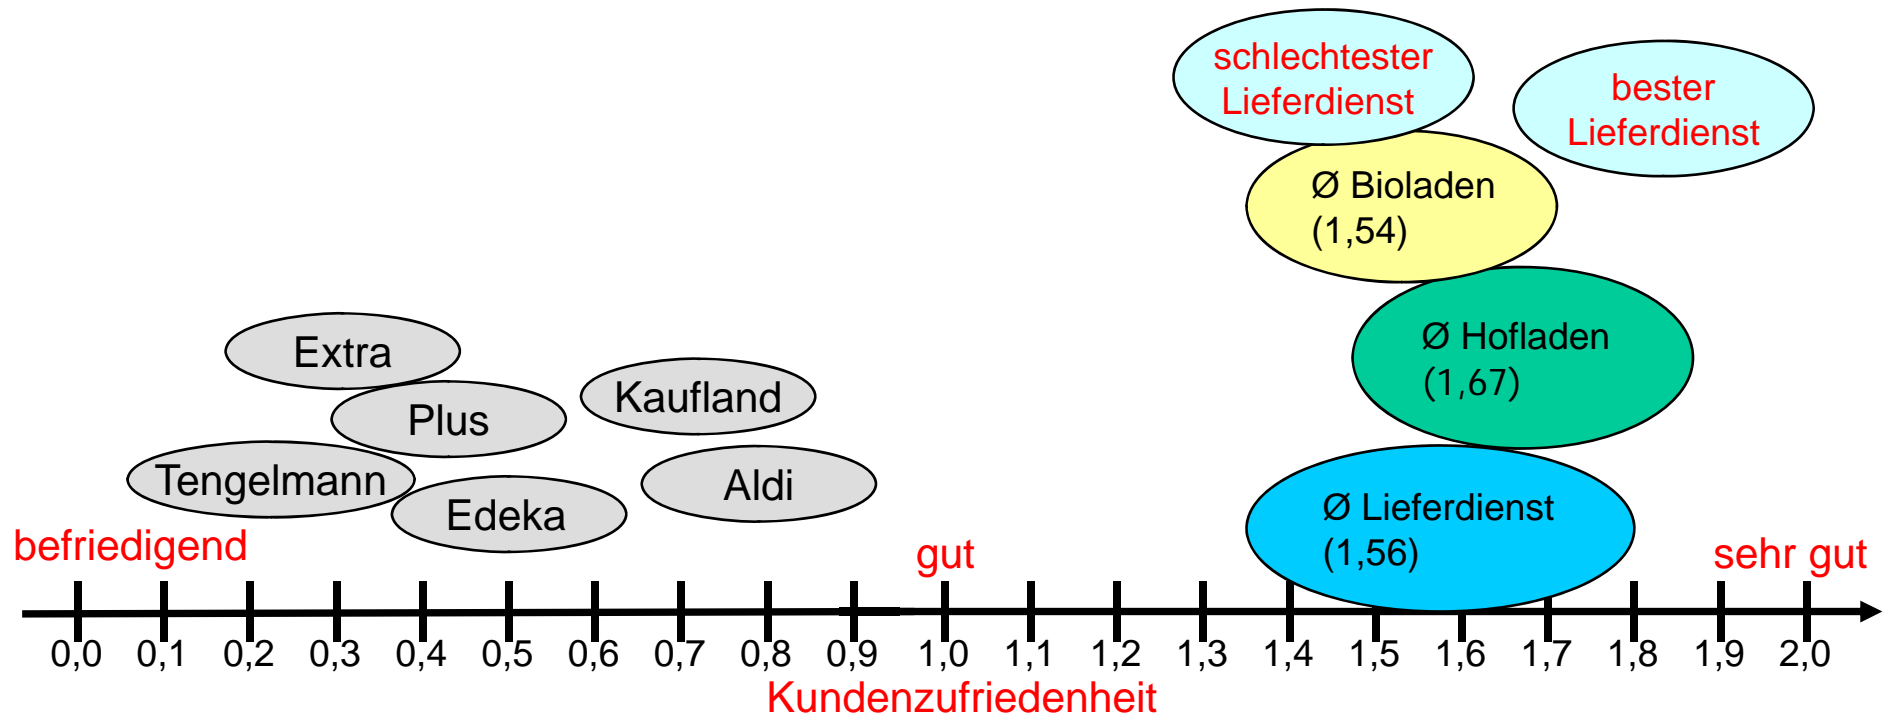 schlechtester
Lieferdienst
bester
Lieferdienst
Ø Bioladen
(1,54)
Ø Hofladen
(1,67)
Extra
Kaufland
Plus
Tengelmann
Aldi
Edeka
Ø Lieferdienst
(1,56)
befriedigend
gut
sehr gut
0,0 0,1 0,2 0,3 0,4 0,5 0,6 0,7 0,8 0,9 1,0 1,1 1,2 1,3 1,4 1,5 1,6 1,7 1,8 1,9 2,0
Kundenzufriedenheit